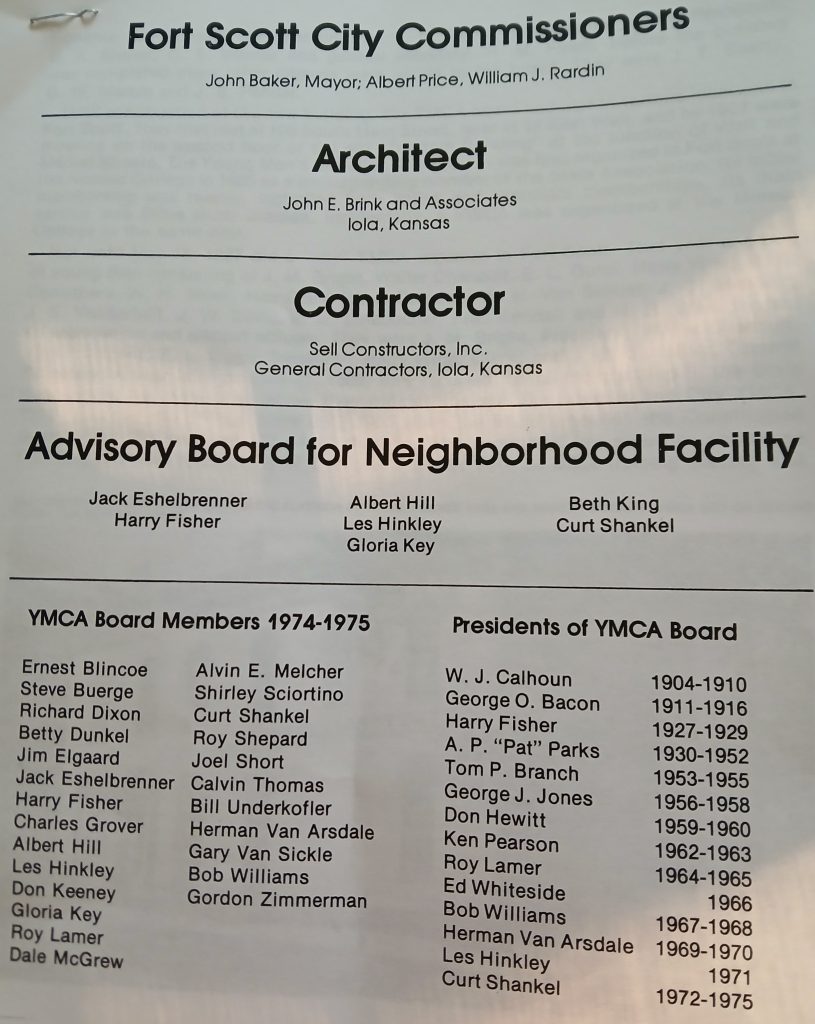 Fort Scott City Commissioners
John Baker, Mayor; Albert Price, William J. Rardin
Architect
John E. Brink and Associates
Iola, Kansas
Contractor
Sell Constructors, Inc.
General Contractors, Iola, Kansas
Advisory Board for Neighborhood Facility
Jack Eshelbrenner
Harry Fisher
Albert Hill
Les Hinkley
Gloria Key
Beth King
Curt Shankel
YMCA Board Members 1974-1975
Ernest Blincoe
Steve Buerge
Richard Dixon
Betty Dunkel
Jim Elgaard
Jack Eshelbrenner
Harry Fisher
Charles Grover
Albert Hill
Les Hinkley
Don Keeney
Gloria Key
Roy Lamer
Dale McGrew
Alvin E. Melcher
Shirley Sciortino
Curt Shankel
Roy Shepard
Joel Short
Calvin Thomas
Bill Underkofler
Herman Van Arsdale
Gary Van Sickle
Bob Williams
Gordon Zimmerman
Presidents of YMCA Board
W. J. Calhoun 1904-1910
George O. Bacon 1911-1916
Harry Fisher 1927-1929
A. P. “Pat” Parks 1930-1952
Tom P. Branch 1953-1955
George J. Jones 1956-1958
Don Hewitt 1959-1960
Ken Pearson 1962-1963
Roy Lamer 1964-1965
Ed Whiteside 1966
Bob Williams 1967-1968
Herman Van Arsdale 1969-1970
Les Hinkley 1971
Curt Shankel 1972-1975